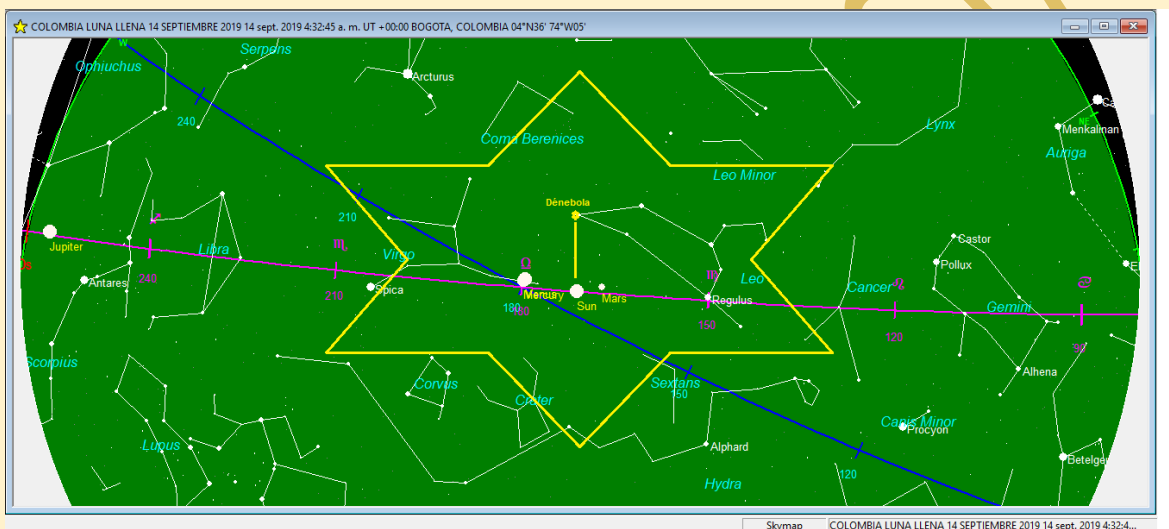 COLOMBIA LUNA LLENA 14 SEPTIEMBRE 2019 14 sept. 2019 4:32:45 a. m. UT +00:00 BOGOTA, COLOMBIA 04°N36' 74°W05'
W
Serpens
Ophiuchus
Arcturus
240
Coma Berenices
Lynx
NE
Menkalinan
Auriga
Leo Minor
Dènebola
210
Castor
Jupiter
Libra
♏
Virgo
Ω
♍
Leo
Pollux
240
Antares
210
Spica
Mercury
Sun
Mars
Regulus
Cancer
♌
Gemini
♋
180
180
150
120
90
Scorpius
Corvus
Sextans
150
Alhena
Crater
Canis Minor
Procyon
Lupus
Alphard
120
Hydra
Skymap
COLOMBIA LUNA LLENA 14 SEPTIEMBRE 2019 14 sept. 2019 4:32:4...